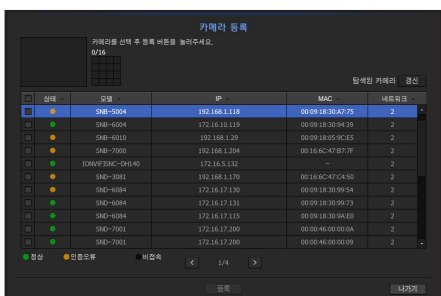 카메라 등록
카메라를 선택 후 등록 버튼을 눌러주세요.
0/16
탐색된 카메라 갱신
상태 모델 IP MAC 네트워크
SNB-5004 192.168.1.118 00:09:18:30:A7:75 2
SNB-6004 172.16.10.119 00:09:18:30:94:39 2
SNB-6010 192.168.1.29 00:09:18:05:9C:E5 2
SNB-7000 192.168.1.204 00:16:6C:47:B7:7F 2
[ONVIF]SNC-DH140 172.16.5.132 - 2
SND-3081 192.168.1.170 00:16:6C:47:C4:50 2
SND-6084 172.16.17.130 00:09:18:30:99:54 2
SND-6084 172.16.17.131 00:09:18:30:99:73 2
SND-6084 172.16.17.115 00:09:18:30:9A:E0 2
SND-7001 172.16.17.200 00:00:46:00:00:0A 2
SND-7001 172.16.17.200 00:00:46:00:00:09 2
정상 인증오류 비접속
< 1/4 >
등록 나가기